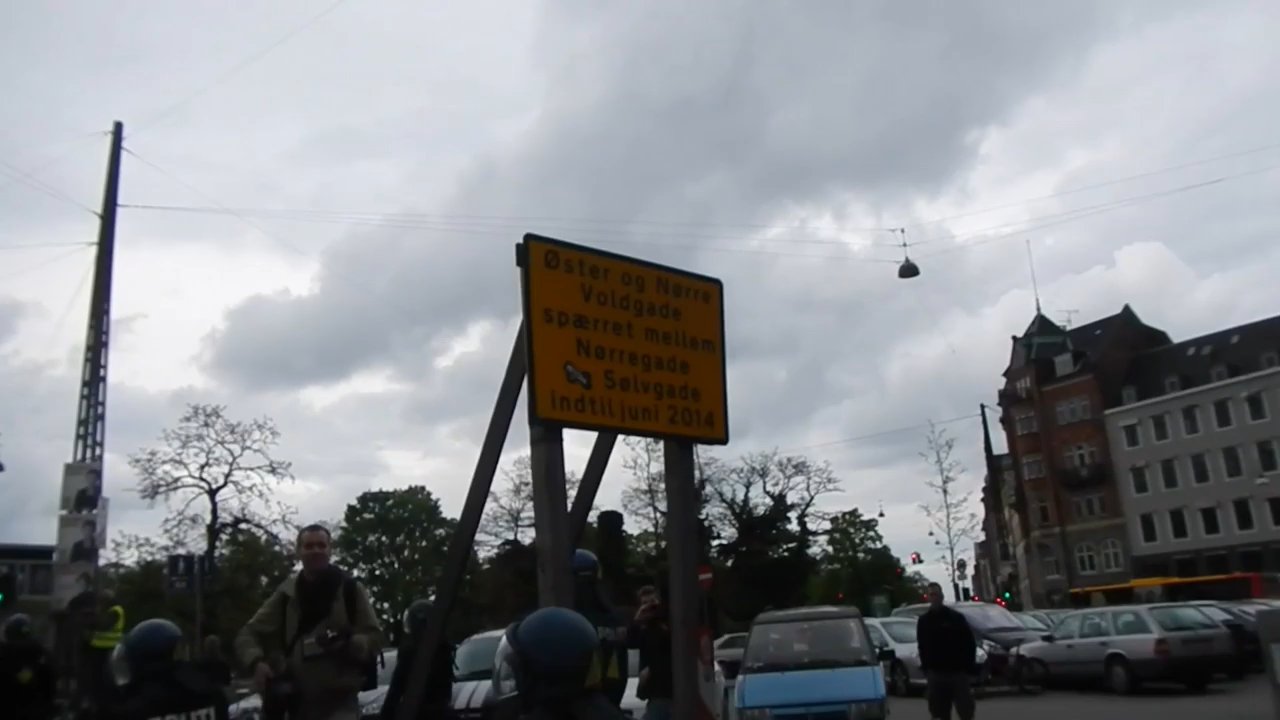 Øster og Nørre
Voldgade
spærret mellem
Nørregade
Sølvgade
indtil juni 2014